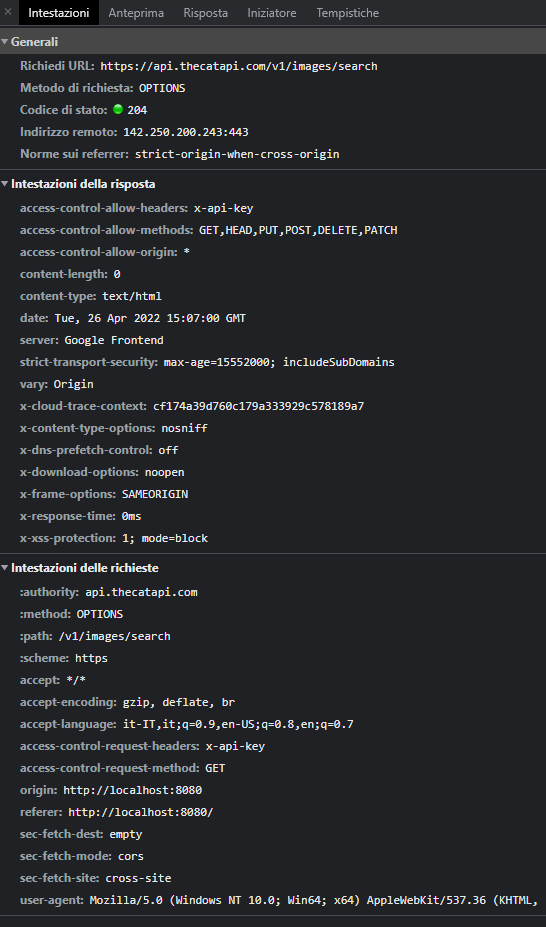 × Intestazioni Anteprima Risposta Iniziatore Tempistiche
Generali
Richiedi URL: https://api.thecatapi.com/v1/images/search
Metodo di richiesta: OPTIONS
Codice di stato: 204
Indirizzo remoto: 142.250.200.243:443
Norme sui referrer: strict-origin-when-cross-origin
Intestazioni della risposta
access-control-allow-headers: x-api-key
access-control-allow-methods: GET,HEAD,PUT,POST,DELETE,PATCH
access-control-allow-origin: *
content-length: 0
content-type: text/html
date: Tue, 26 Apr 2022 15:07:00 GMT
server: Google Frontend
strict-transport-security: max-age=15552000; includeSubDomains
vary: Origin
x-cloud-trace-context: cf174a39d760c179a333929c578189a7
x-content-type-options: nosniff
x-dns-prefetch-control: off
x-download-options: noopen
x-frame-options: SAMEORIGIN
x-response-time: 0ms
x-xss-protection: 1; mode=block
Intestazioni delle richieste
:authority: api.thecatapi.com
:method: OPTIONS
:path: /v1/images/search
:scheme: https
accept: */*
accept-encoding: gzip, deflate, br
accept-language: it-IT,it;q=0.9,en-US;q=0.8,en;q=0.7
access-control-request-headers: x-api-key
access-control-request-method: GET
origin: http://localhost:8080
referer: http://localhost:8080/
sec-fetch-dest: empty
sec-fetch-mode: cors
sec-fetch-site: cross-site
user-agent: Mozilla/5.0 (Windows NT 10.0; Win64; x64) AppleWebKit/537.36 (KHTML,